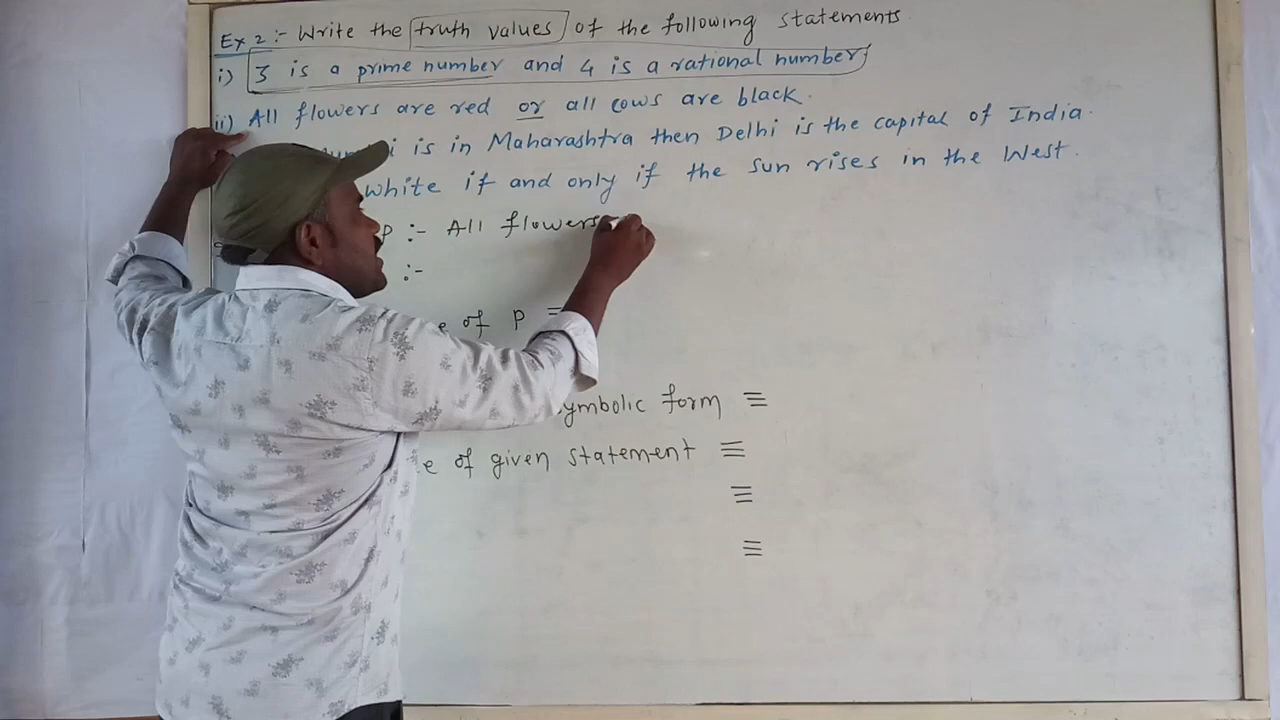 Ex 2 :- Write the truth values of the following statements
i) 3 is a prime number and 4 is a rational number
ii) All flowers are red or all cows are black.
is in Maharashtra then Delhi is the capital of India.
white if and only if the sun rises in the West.
P :- All flowers
:-
of P ≡
symbolic form ≡
of given statement ≡
≡
≡